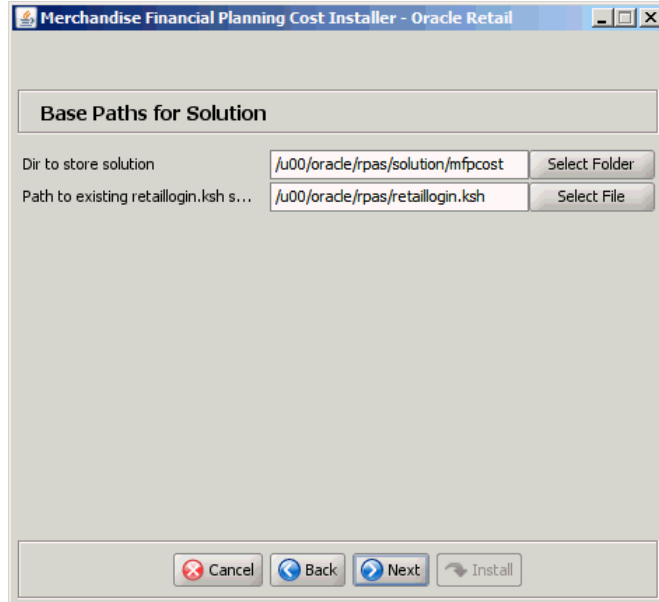 Merchandise Financial Planning Cost Installer - Oracle Retail
Base Paths for Solution
Dir to store solution /u00/oracle/rpas/solution/mfpcost Select Folder
Path to existing retaillogin.ksh s... /u00/oracle/rpas/retaillogin.ksh Select File
Cancel Back Next Install